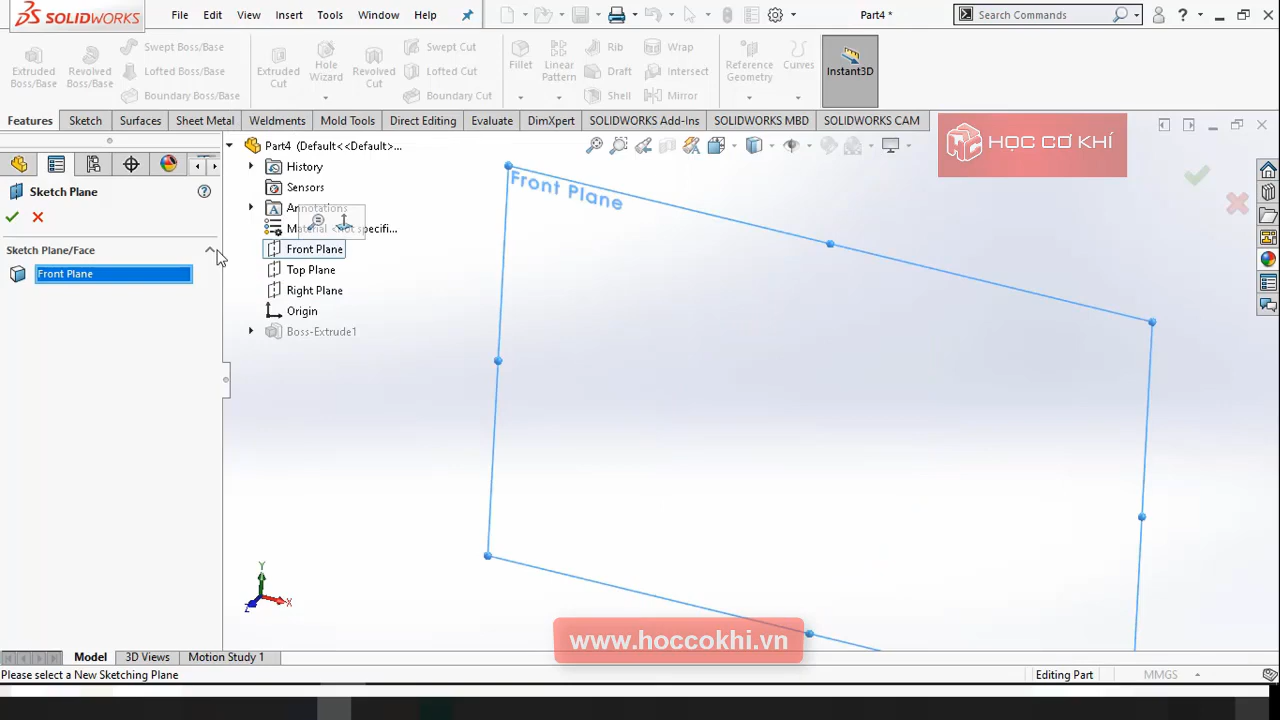 SOLIDWORKS File Edit View Insert Tools Window Help Part4 * Search Commands ?
Extruded Boss/Base Revolved Boss/Base Swept Boss/Base Lofted Boss/Base Boundary Boss/Base Extruded Cut Hole Wizard Revolved Cut Swept Cut Lofted Cut Boundary Cut Fillet Linear Pattern Rib Draft Shell Wrap Intersect Mirror Reference Geometry Curves Instant3D
Features Sketch Surfaces Sheet Metal Weldments Mold Tools Direct Editing Evaluate DimXpert SOLIDWORKS Add-Ins SOLIDWORKS MBD SOLIDWORKS CAM
HỌC CƠ KHÍ
Part4 (Default<<Default>...
History
Sensors
Annotations
Material <not specifi...
Front Plane
Top Plane
Right Plane
Origin
Boss-Extrude1
Sketch Plane ?
Sketch Plane/Face
Front Plane
Front Plane
Y
X
Z
www.hoccokhi.vn
Model 3D Views Motion Study 1
Please select a New Sketching Plane Editing Part MMGS